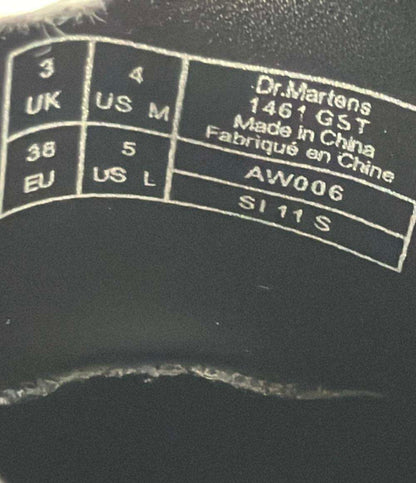 3
UK
4
US M
38
EU
5
US L
Dr.Martens
1461 GST
Made in China
Fabriqué en Chine
AW006
SI 11 S